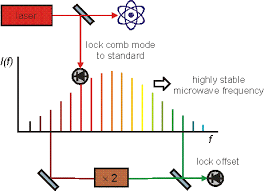 laser
lock comb mode
to standard
I(f)
highly stable
microwave frequency
f
x 2
lock offset